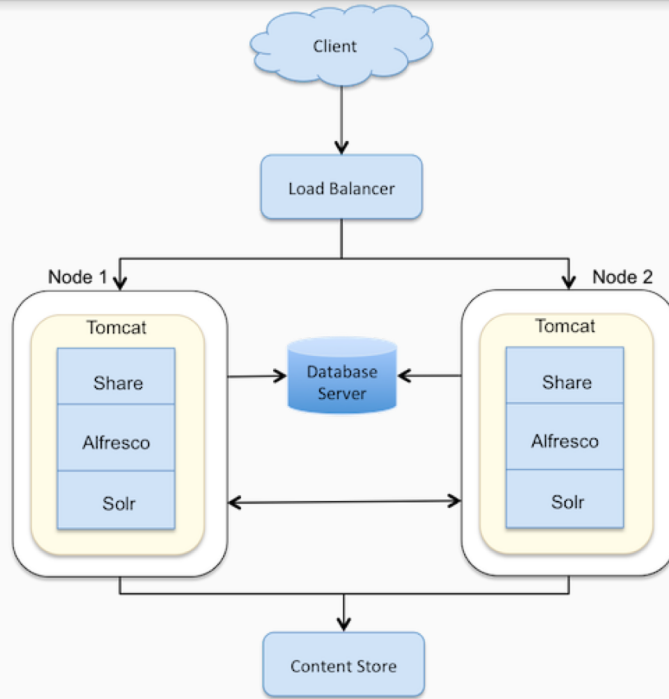 Client
Load Balancer
Node 1
Node 2
Tomcat
Share
Alfresco
Solr
Database
Server
Tomcat
Share
Alfresco
Solr
Content Store